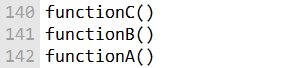 140 functionC()
141 functionB()
142 functionA()